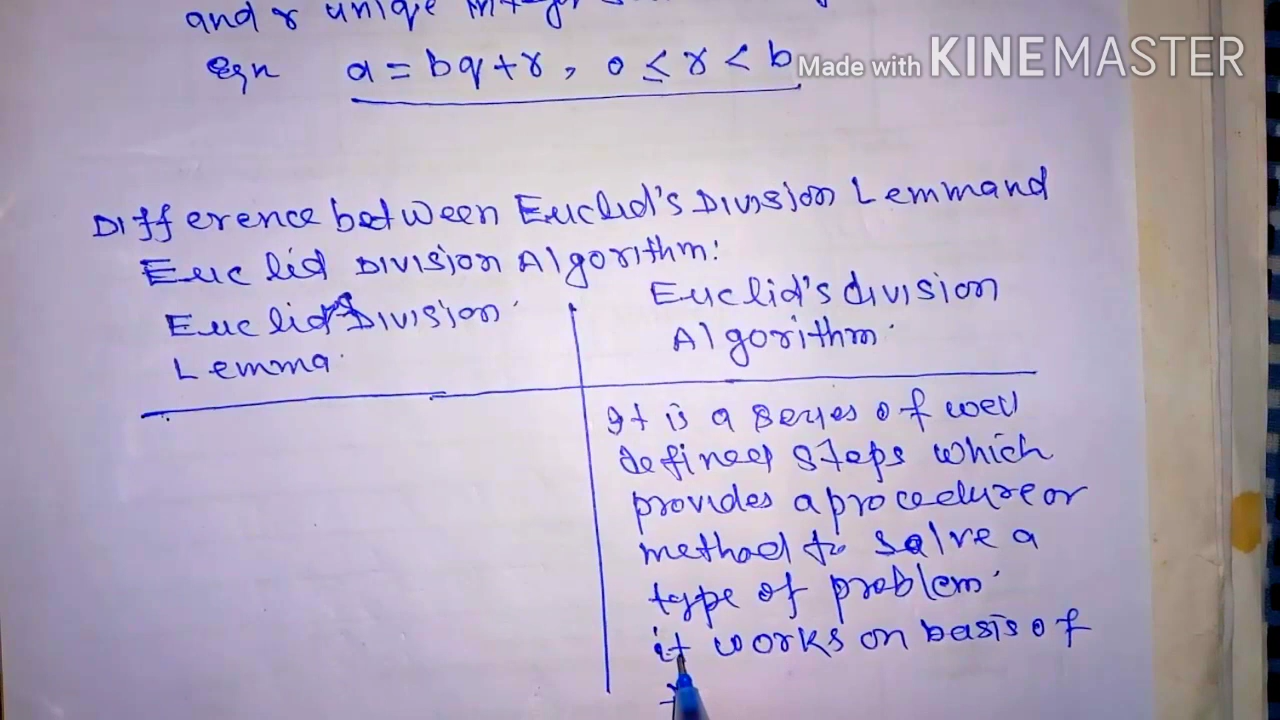 and r unique
Eqn a = bq + r, 0 ≤ r < b
Made with KINEMASTER
Difference between Euclid's Division Lemmand
Euclid Division Algorithm:
Euclid's Division
Lemma.
Euclid's division
Algorithm.
It is a series of well
defined steps which
provides a procedure or
method to solve a
type of problem.
it works on basis of